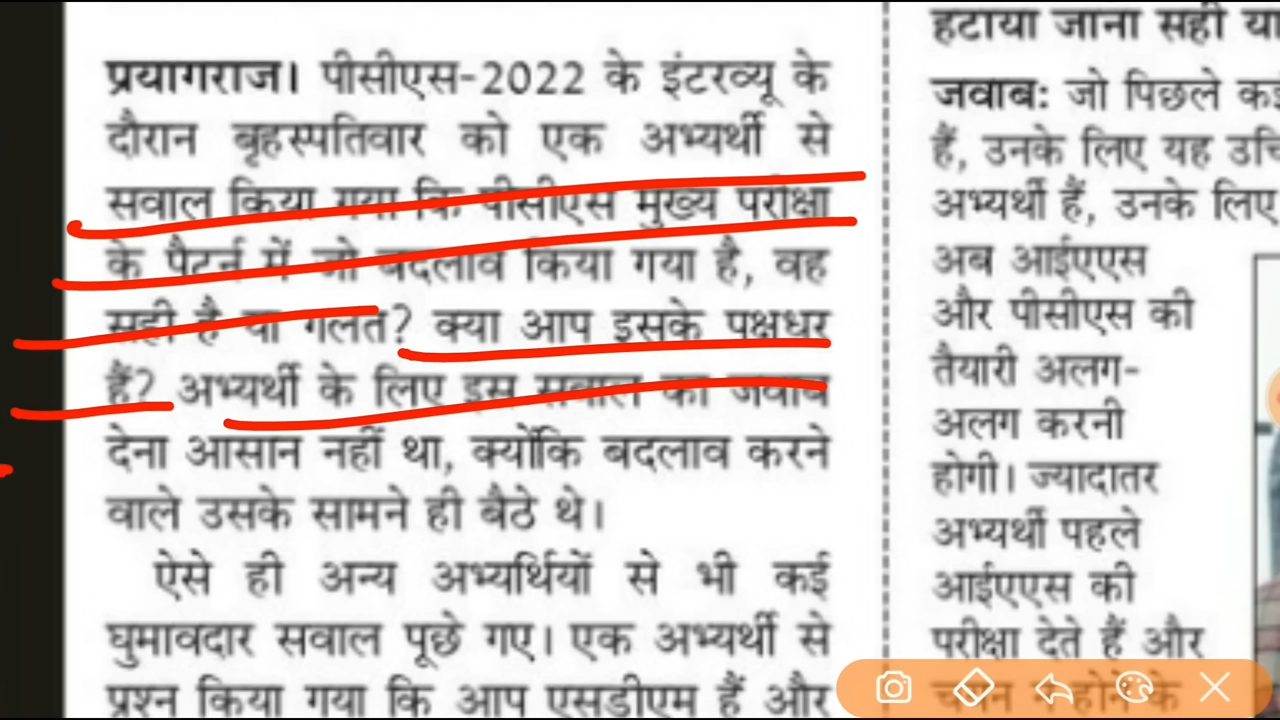 प्रयागराज। पीसीएस-2022 के इंटरव्यू के
दौरान बृहस्पतिवार को एक अभ्यर्थी से
सवाल किया गया कि पीसीएस मुख्य परीक्षा
के पैटर्न में जो बदलाव किया गया है, वह
सही है या गलत? क्या आप इसके पक्षधर
हैं? अभ्यर्थी के लिए इस सवाल का जवाब
देना आसान नहीं था, क्योंकि बदलाव करने
वाले उसके सामने ही बैठे थे।
ऐसे ही अन्य अभ्यर्थियों से भी कई
घुमावदार सवाल पूछे गए। एक अभ्यर्थी से
प्रश्न किया गया कि आप एसडीएम हैं और
हटाया जाना सही या
जवाब: जो पिछले कई
हैं, उनके लिए यह उचि
अभ्यर्थी हैं, उनके लिए
अब आईएएस
और पीसीएस की
तैयारी अलग-
अलग करनी
होगी। ज्यादातर
अभ्यर्थी पहले
आईएएस की
परीक्षा देते हैं और